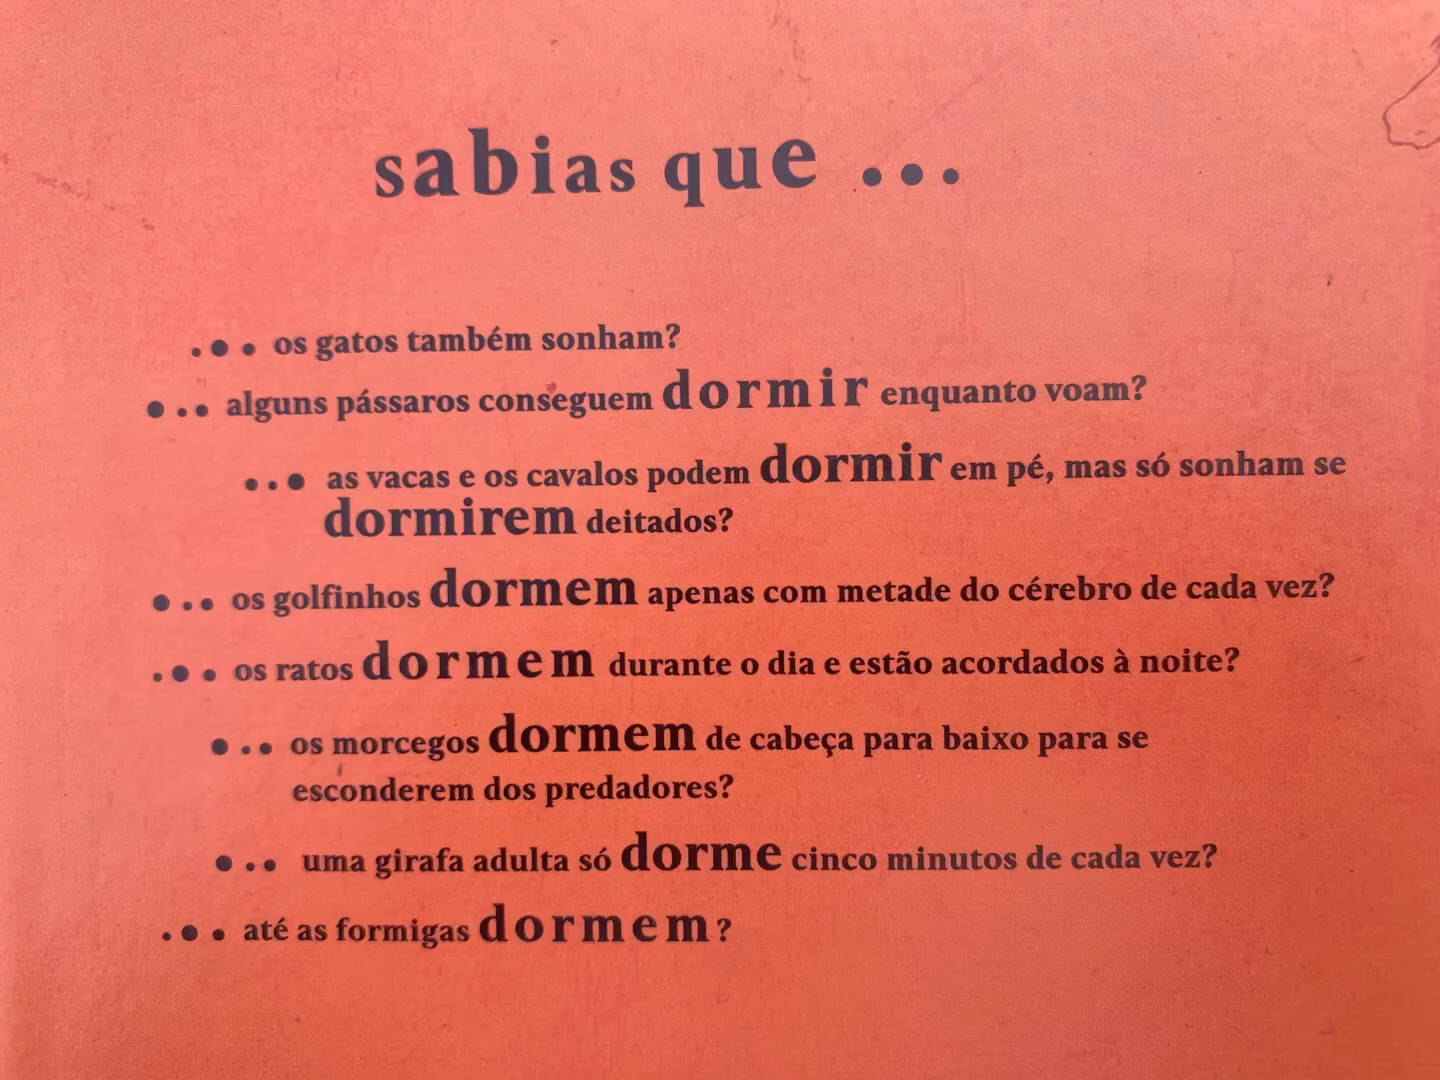 sabias que ...
... os gatos também sonham?
... alguns pássaros conseguem dormir enquanto voam?
... as vacas e os cavalos podem dormir em pé, mas só sonham se
dormirem deitados?
... os golfinhos dormem apenas com metade do cérebro de cada vez?
... os ratos dormem durante o dia e estão acordados à noite?
... os morcegos dormem de cabeça para baixo para se
esconderem dos predadores?
... uma girafa adulta só dorme cinco minutos de cada vez?
... até as formigas dormem?